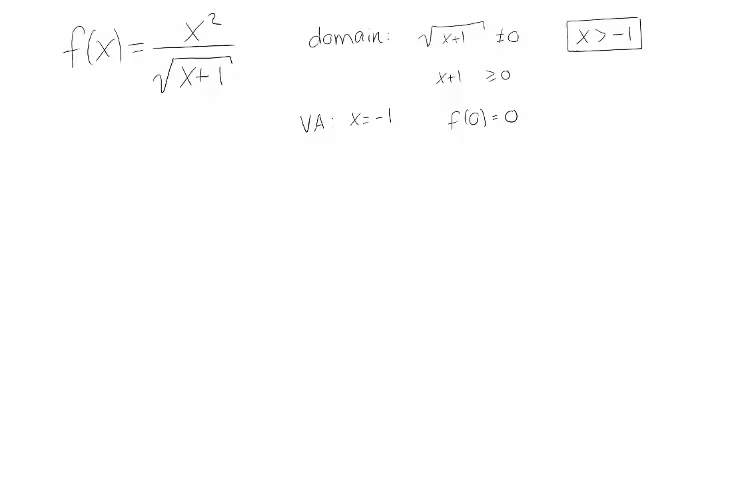 f(x) = x² / √(x+1)
domain: √(x+1) ≠ 0
x > -1
x+1 ≥ 0
VA: x = -1
f(0) = 0